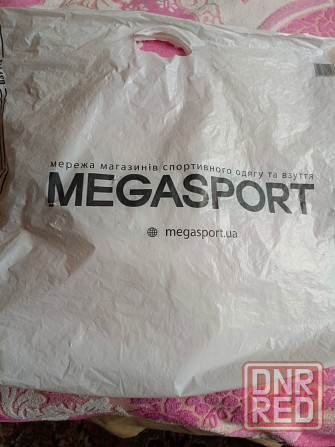 мережа магазинів спортивного одягу та взуття
MEGASPORT
megasport.ua
DNR
RED